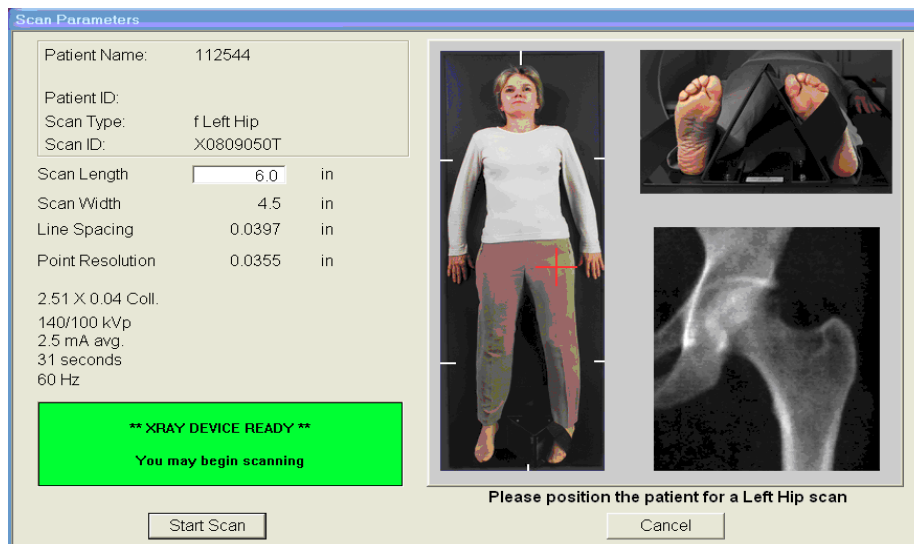 Scan Parameters
Patient Name: 112544
Patient ID:
Scan Type: f Left Hip
Scan ID: X0809050T
Scan Length 6.0 in
Scan Width 4.5 in
Line Spacing 0.0397 in
Point Resolution 0.0355 in
2.51 X 0.04 Coll.
140/100 kVp
2.5 mA avg.
31 seconds
60 Hz
** XRAY DEVICE READY **
You may begin scanning
Please position the patient for a Left Hip scan
Start Scan
Cancel